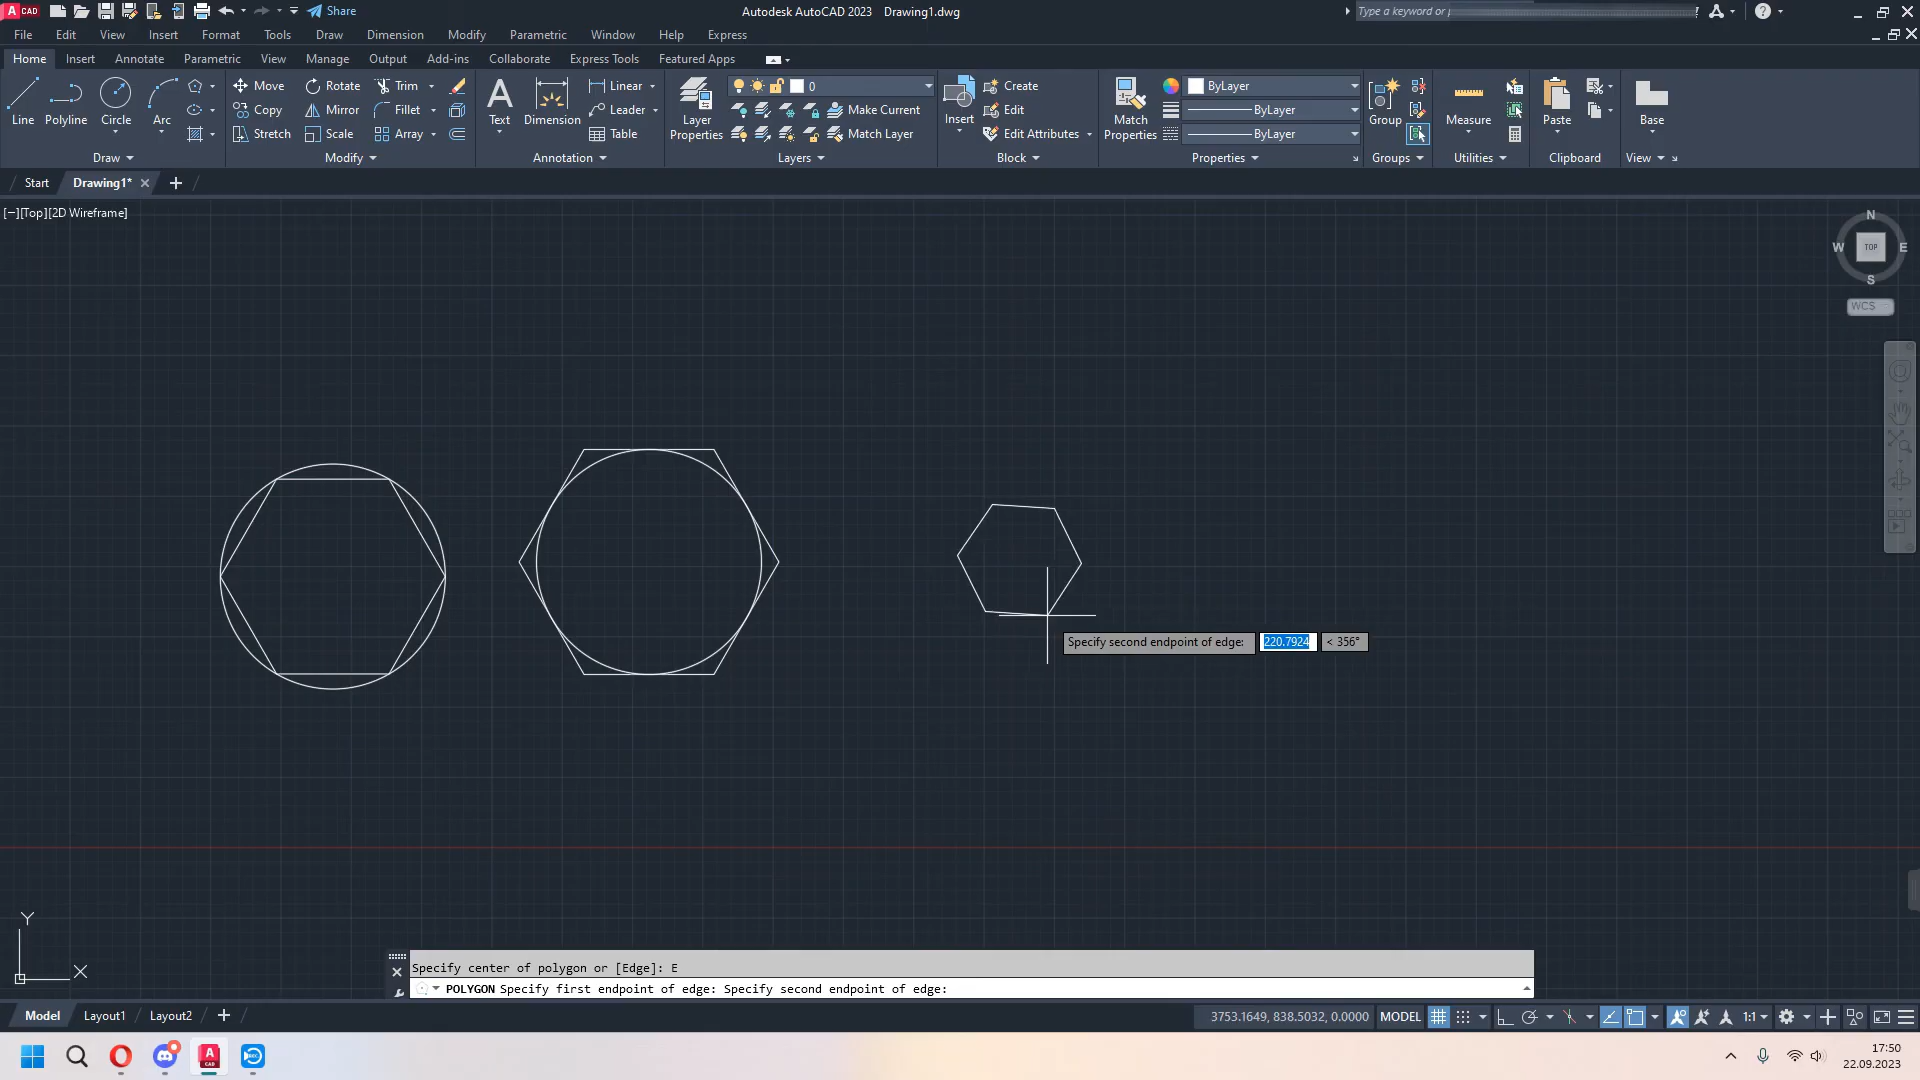 CAD
Share
Autodesk AutoCAD 2023 Drawing1.dwg
Type a keyword or
File Edit View Insert Format Tools Draw Dimension Modify Parametric Window Help Express
Home Insert Annotate Parametric View Manage Output Add-ins Collaborate Express Tools Featured Apps
Line Polyline Circle Arc
Move Rotate Trim
Copy Mirror Fillet
Stretch Scale Array
Text Dimension
Linear
Leader
Table
Layer Properties
0
Make Current
Match Layer
Insert
Create
Edit
Edit Attributes
Match Properties
ByLayer
ByLayer
ByLayer
Group
Measure
Paste
Base
Draw Modify Annotation Layers Block Properties Groups Utilities Clipboard View
Start Drawing1*
[−][Top][2D Wireframe]
N
W TOP E
S
WCS
Specify second endpoint of edge: 220.7924 < 356°
Y
X
Specify center of polygon or [Edge]: E
POLYGON Specify first endpoint of edge: Specify second endpoint of edge:
Model Layout1 Layout2
3753.1649, 838.5032, 0.0000 MODEL 1:1
A CAD
REC
17:50
22.09.2023